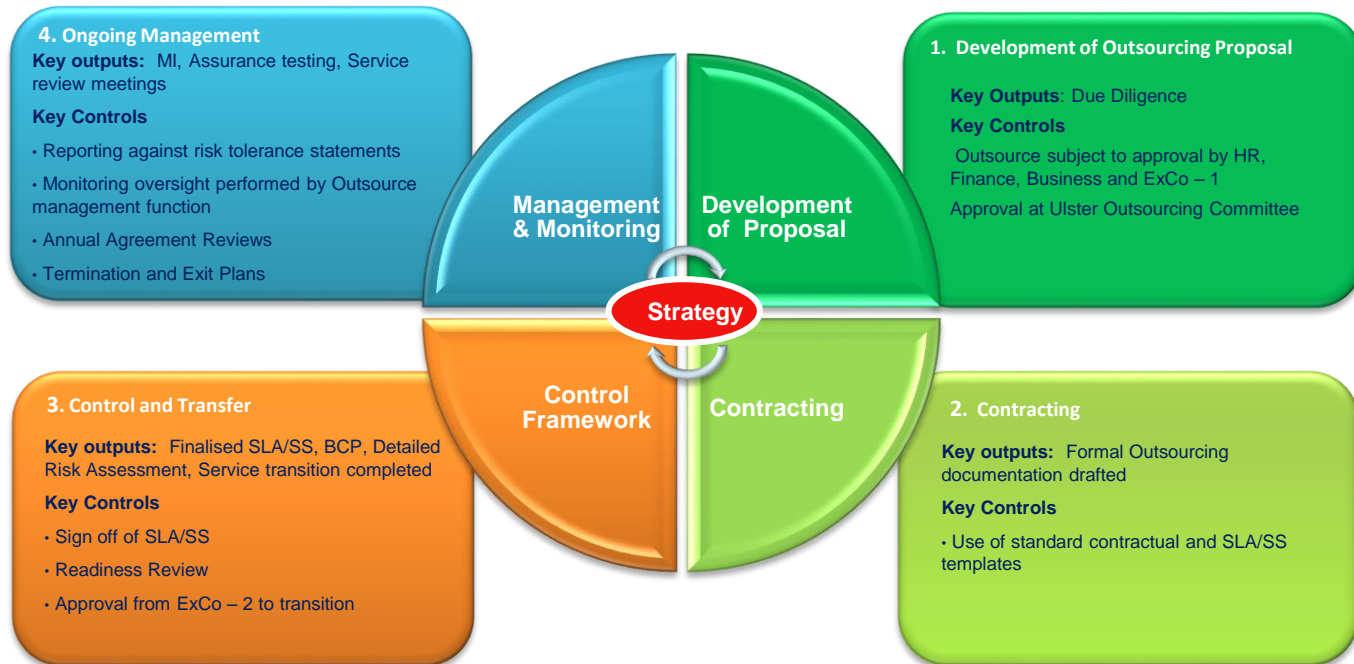 4. Ongoing Management
Key outputs: MI, Assurance testing, Service
review meetings
Key Controls
• Reporting against risk tolerance statements
• Monitoring oversight performed by Outsource
management function
• Annual Agreement Reviews
• Termination and Exit Plans
1. Development of Outsourcing Proposal
Key Outputs: Due Diligence
Key Controls
Outsource subject to approval by HR,
Finance, Business and ExCo – 1
Approval at Ulster Outsourcing Committee
Management
& Monitoring
Development
of Proposal
Strategy
Control
Framework
Contracting
3. Control and Transfer
Key outputs: Finalised SLA/SS, BCP, Detailed
Risk Assessment, Service transition completed
Key Controls
• Sign off of SLA/SS
• Readiness Review
• Approval from ExCo – 2 to transition
2. Contracting
Key outputs: Formal Outsourcing
documentation drafted
Key Controls
• Use of standard contractual and SLA/SS
templates